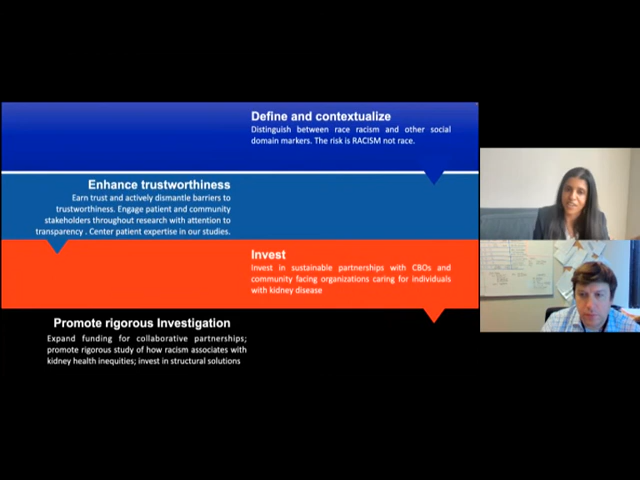 Define and contextualize
Distinguish between race racism and other social
domain markers. The risk is RACISM not race.
Enhance trustworthiness
Earn trust and actively dismantle barriers to
trustworthiness. Engage patient and community
stakeholders throughout research with attention to
transparency . Center patient expertise in our studies.
Invest
Invest in sustainable partnerships with CBOs and
community facing organizations caring for individuals
with kidney disease
Promote rigorous Investigation
Expand funding for collaborative partnerships;
promote rigorous study of how racism associates with
kidney health inequities; invest in structural solutions